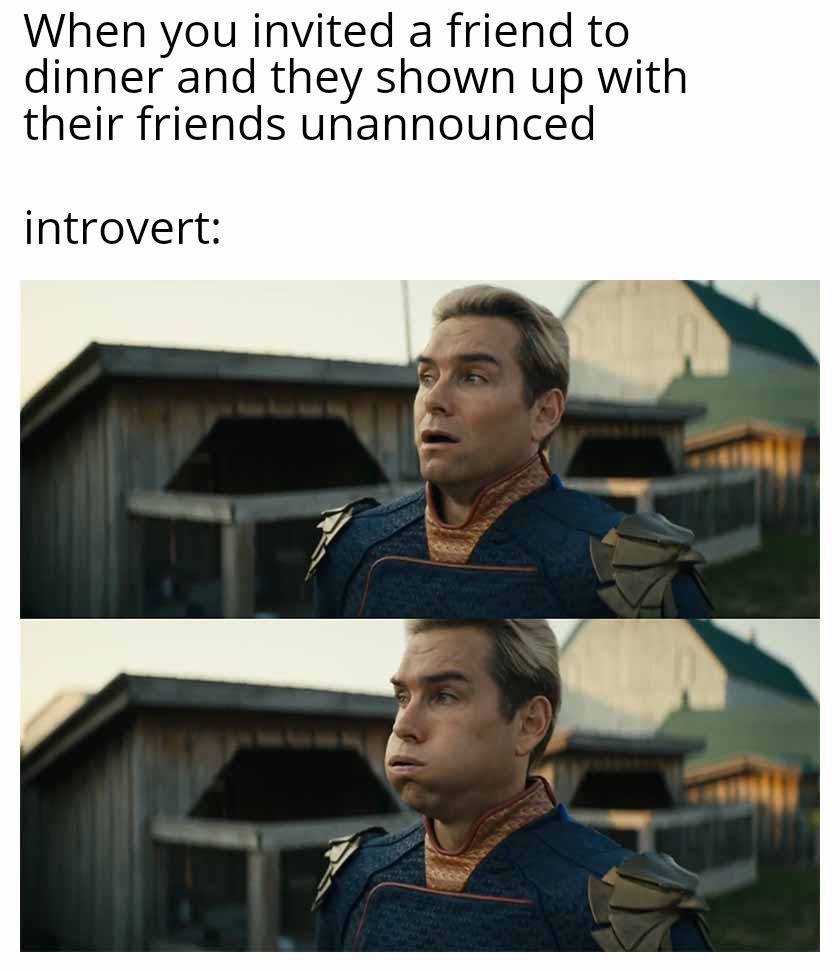 When you invited a friend to
dinner and they shown up with
their friends unannounced
introvert: